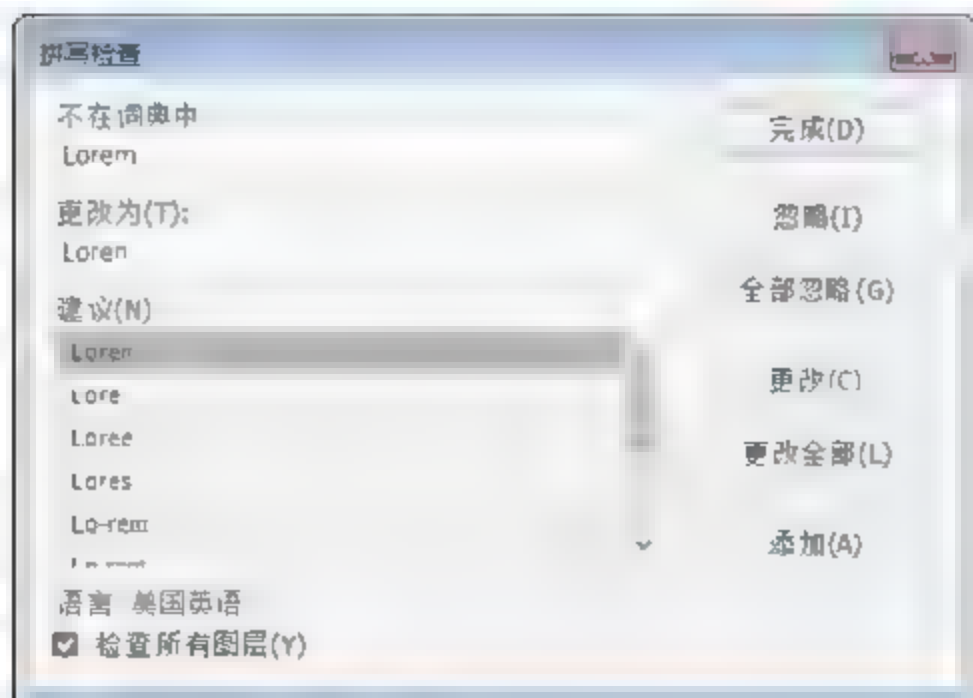 拼写检查
不在词典中
Lorem
更改为(T):
Loren
建议(N)
Loren
Lore
Loree
Lores
Lo-rem
语言 美国英语
检查所有图层(Y)
完成(D)
忽略(I)
全部忽略(G)
更改(C)
更改全部(L)
添加(A)